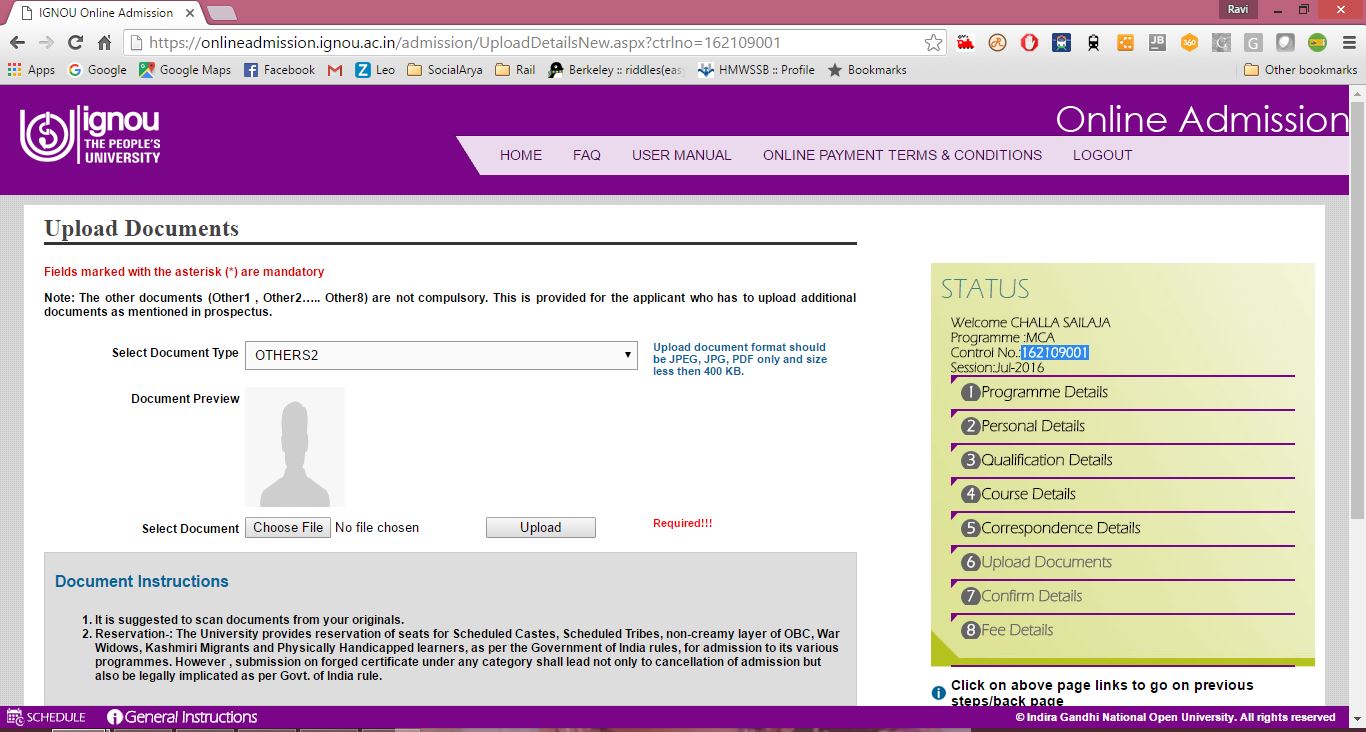 IGNOU Online Admission
Ravi
https://onlineadmission.ignou.ac.in/admission/UploadDetailsNew.aspx?ctrlno=162109001
Apps Google Google Maps Facebook Leo SocialArya Rail Berkeley :: riddles(easy HMWSSB :: Profile Bookmarks Other bookmarks
ignou
THE PEOPLE'S
UNIVERSITY
Online Admission
HOME FAQ USER MANUAL ONLINE PAYMENT TERMS & CONDITIONS LOGOUT
Upload Documents
Fields marked with the asterisk (*) are mandatory
Note: The other documents (Other1 , Other2..... Other8) are not compulsory. This is provided for the applicant who has to upload additional
documents as mentioned in prospectus.
Select Document Type OTHERS2
Upload document format should
be JPEG, JPG, PDF only and size
less then 400 KB.
Document Preview
Select Document Choose File No file chosen Upload Required!!!
Document Instructions
1. It is suggested to scan documents from your originals.
2. Reservation-: The University provides reservation of seats for Scheduled Castes, Scheduled Tribes, non-creamy layer of OBC, War
Widows, Kashmiri Migrants and Physically Handicapped learners, as per the Government of India rules, for admission to its various
programmes. However , submission on forged certificate under any category shall lead not only to cancellation of admission but
also be legally implicated as per Govt. of India rule.
STATUS
Welcome CHALLA SAILAJA
Programme :MCA
Control No.:162109001
Session:Jul-2016
1 Programme Details
2 Personal Details
3 Qualification Details
4 Course Details
5 Correspondence Details
6 Upload Documents
7 Confirm Details
8 Fee Details
Click on above page links to go on previous
steps/back page
SCHEDULE General Instructions
© Indira Gandhi National Open University. All rights reserved